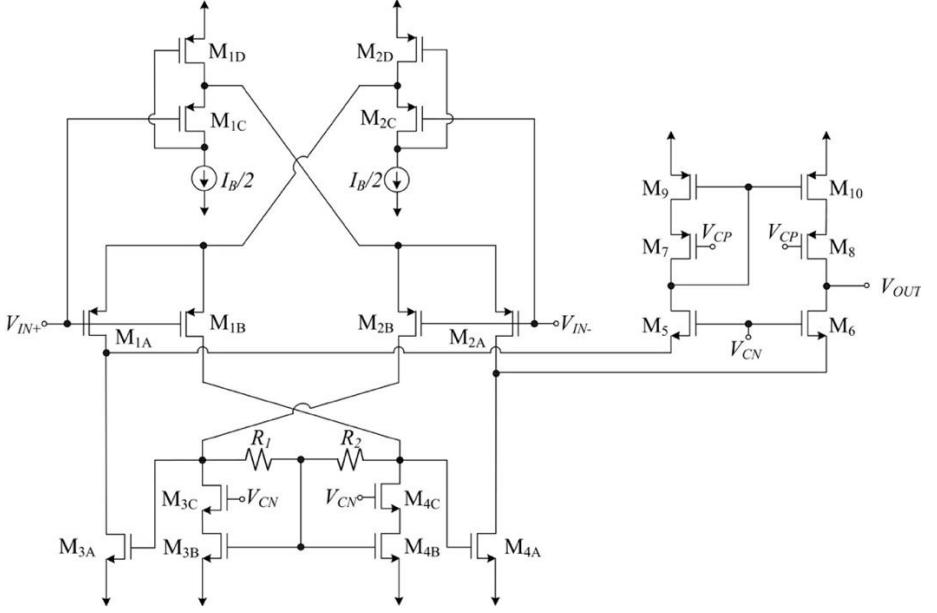 M1D M2D
M1C M2C
IB/2 IB/2
M9 M10
VCP VCP
M7 M8
VOUT
VIN+ M1B M2B VIN- M5 M6
M1A M2A VCN
R1 R2
M3C VCN VCN M4C
M3A M3B M4B M4A